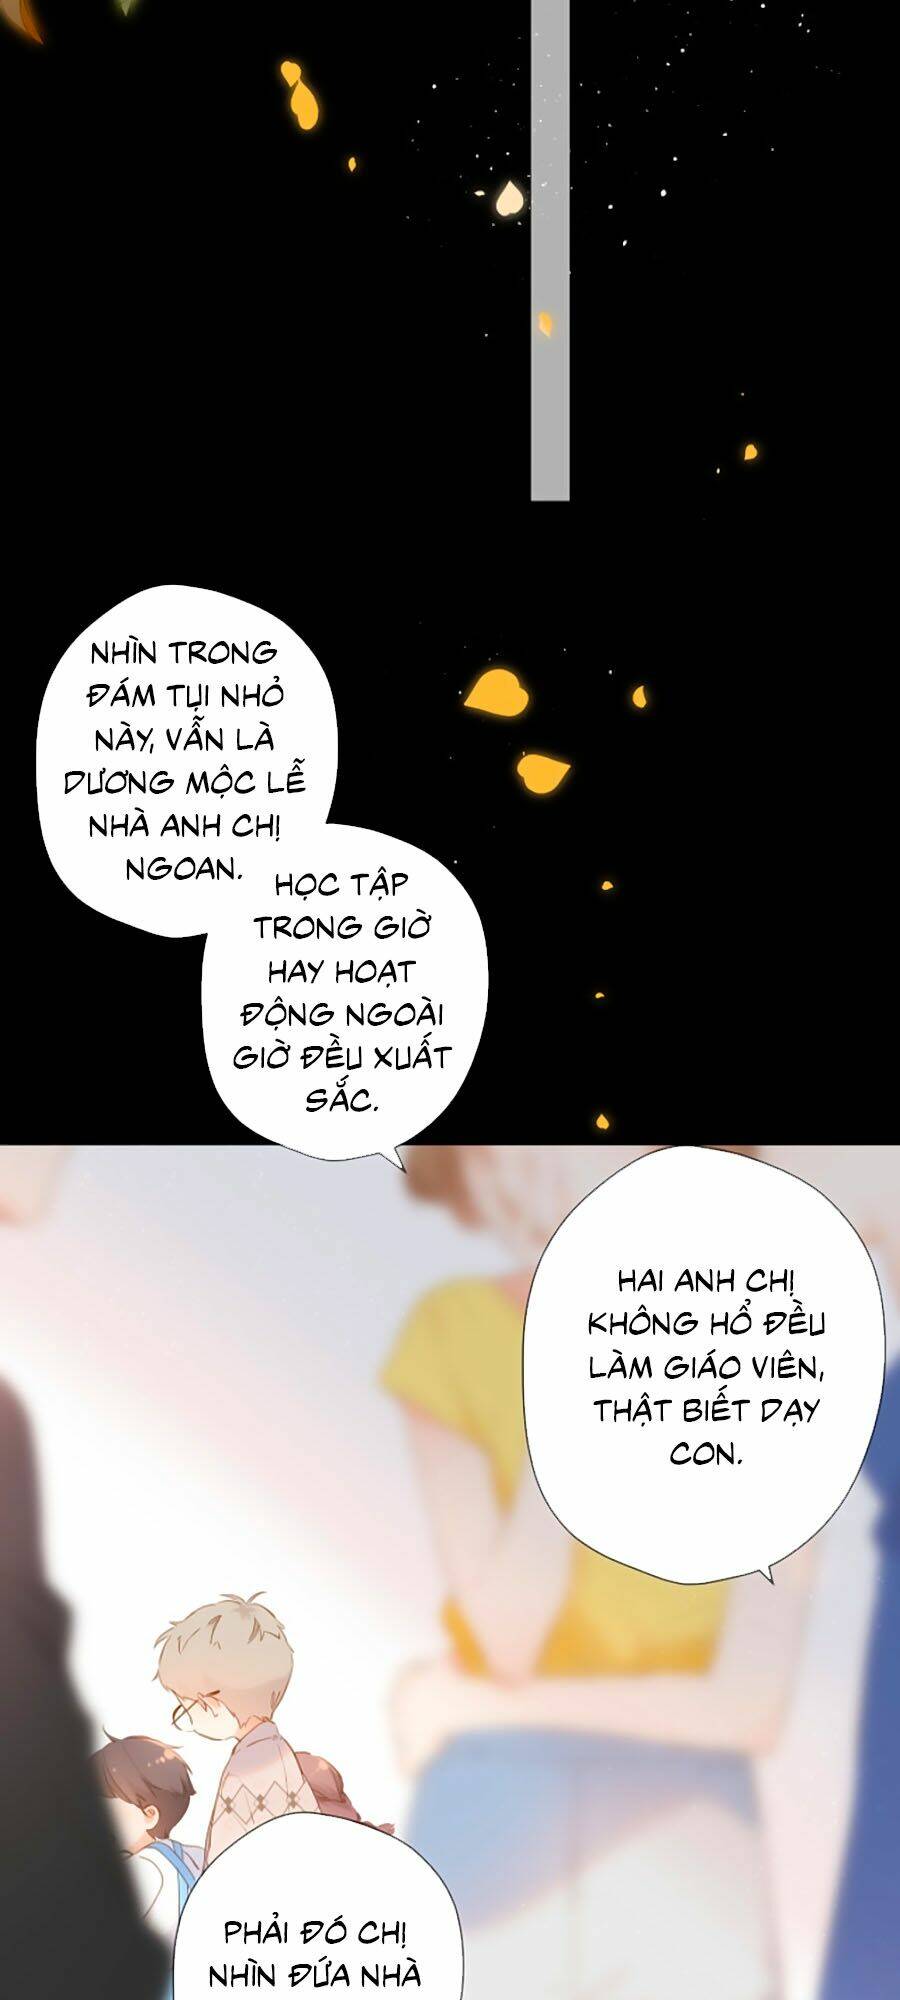 NHÌN TRONG
ĐÁM TỤI NHỎ
NÀY, VẪN LÀ
DƯƠNG MỘC LỄ
NHÀ ANH CHỊ
NGOAN.
HỌC TẬP
TRONG GIỜ
HAY HOẠT
ĐỘNG NGOÀI
GIỜ ĐỀU XUẤT
SẮC.
HAI ANH CHỊ
KHÔNG HỔ ĐỀU
LÀM GIÁO VIÊN,
THẬT BIẾT DẠY
CON.
PHẢI ĐÓ CHỊ
NHÌN ĐỨA NHÀ